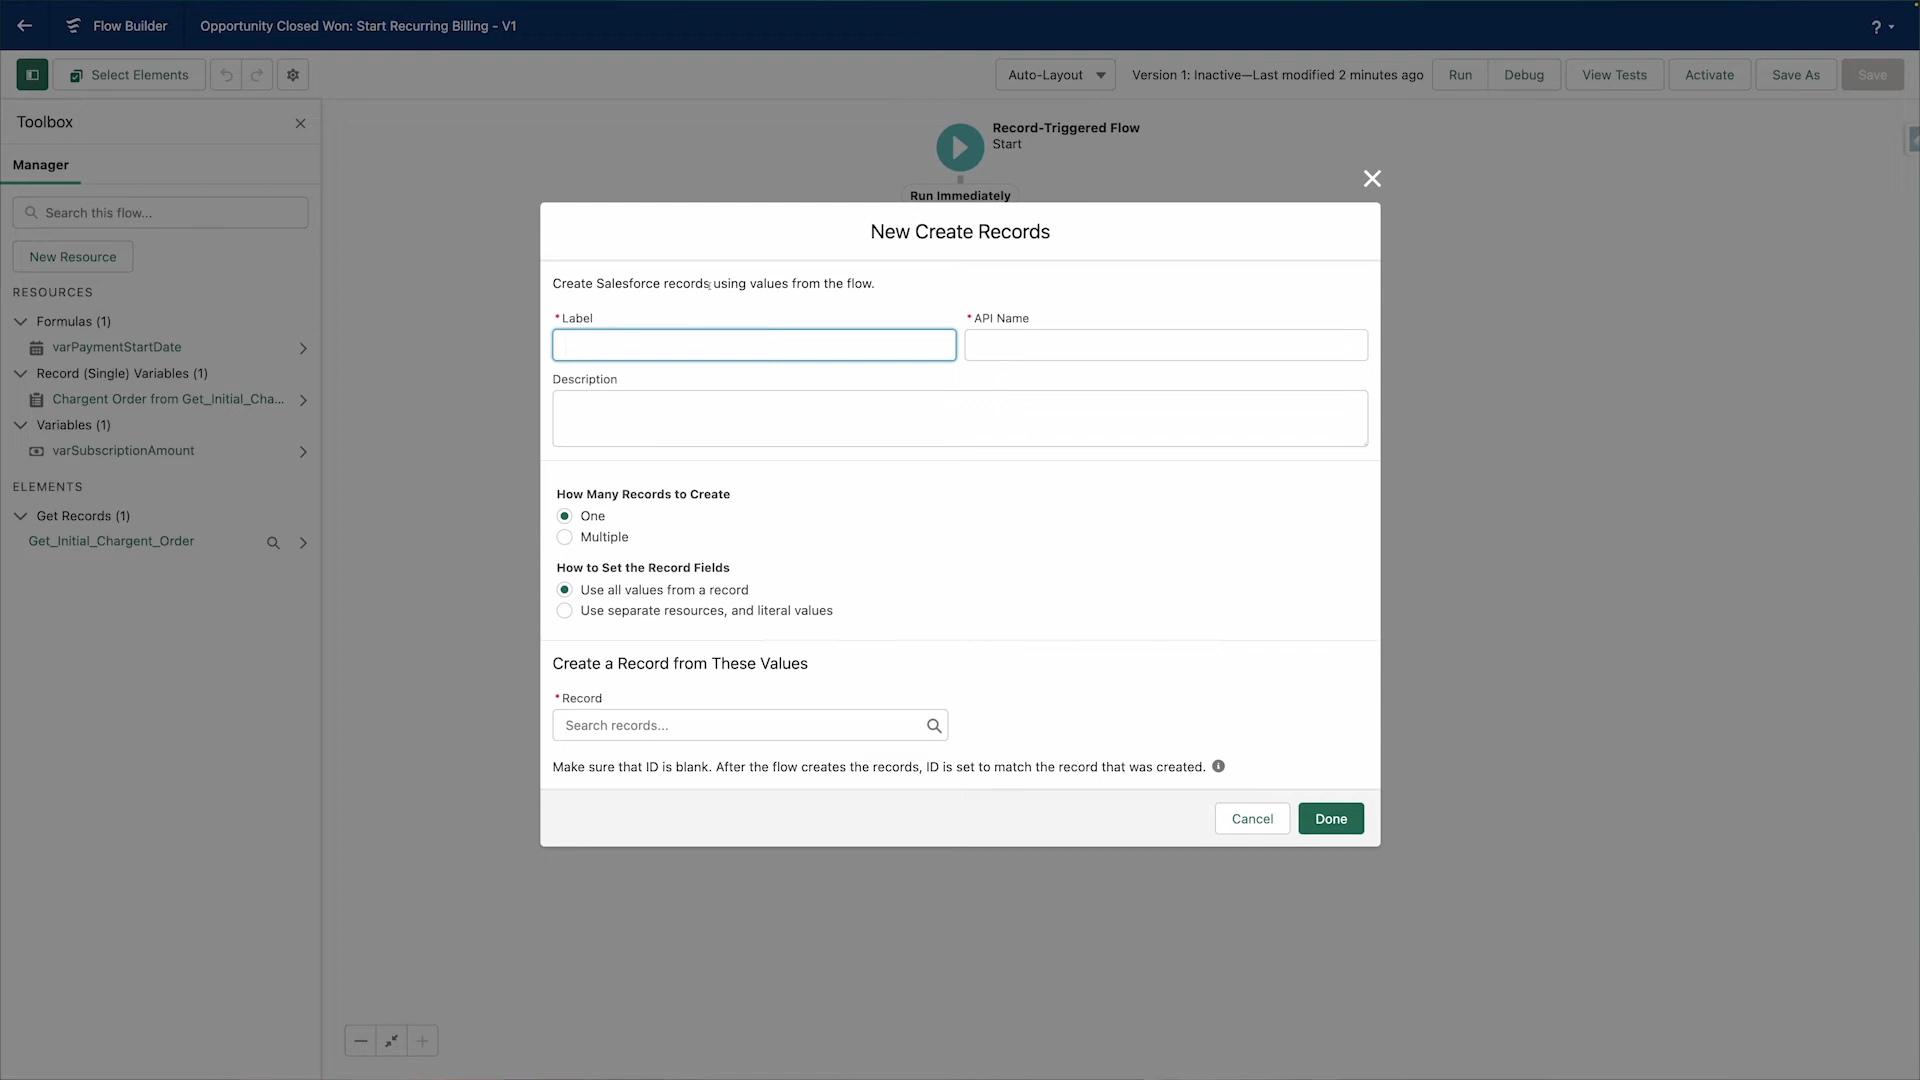 Flow Builder
Opportunity Closed Won: Start Recurring Billing - V1
?
Select Elements
Auto-Layout
Version 1: Inactive—Last modified 2 minutes ago
Run
Debug
View Tests
Activate
Save As
Save
Toolbox
Manager
Search this flow...
New Resource
RESOURCES
Formulas (1)
varPaymentStartDate
Record (Single) Variables (1)
Chargent Order from Get_Initial_Cha...
Variables (1)
varSubscriptionAmount
ELEMENTS
Get Records (1)
Get_Initial_Chargent_Order
Record-Triggered Flow
Start
Run Immediately
New Create Records
Create Salesforce records using values from the flow.
* Label
* API Name
Description
How Many Records to Create
One
Multiple
How to Set the Record Fields
Use all values from a record
Use separate resources, and literal values
Create a Record from These Values
* Record
Search records...
Make sure that ID is blank. After the flow creates the records, ID is set to match the record that was created.
Cancel
Done